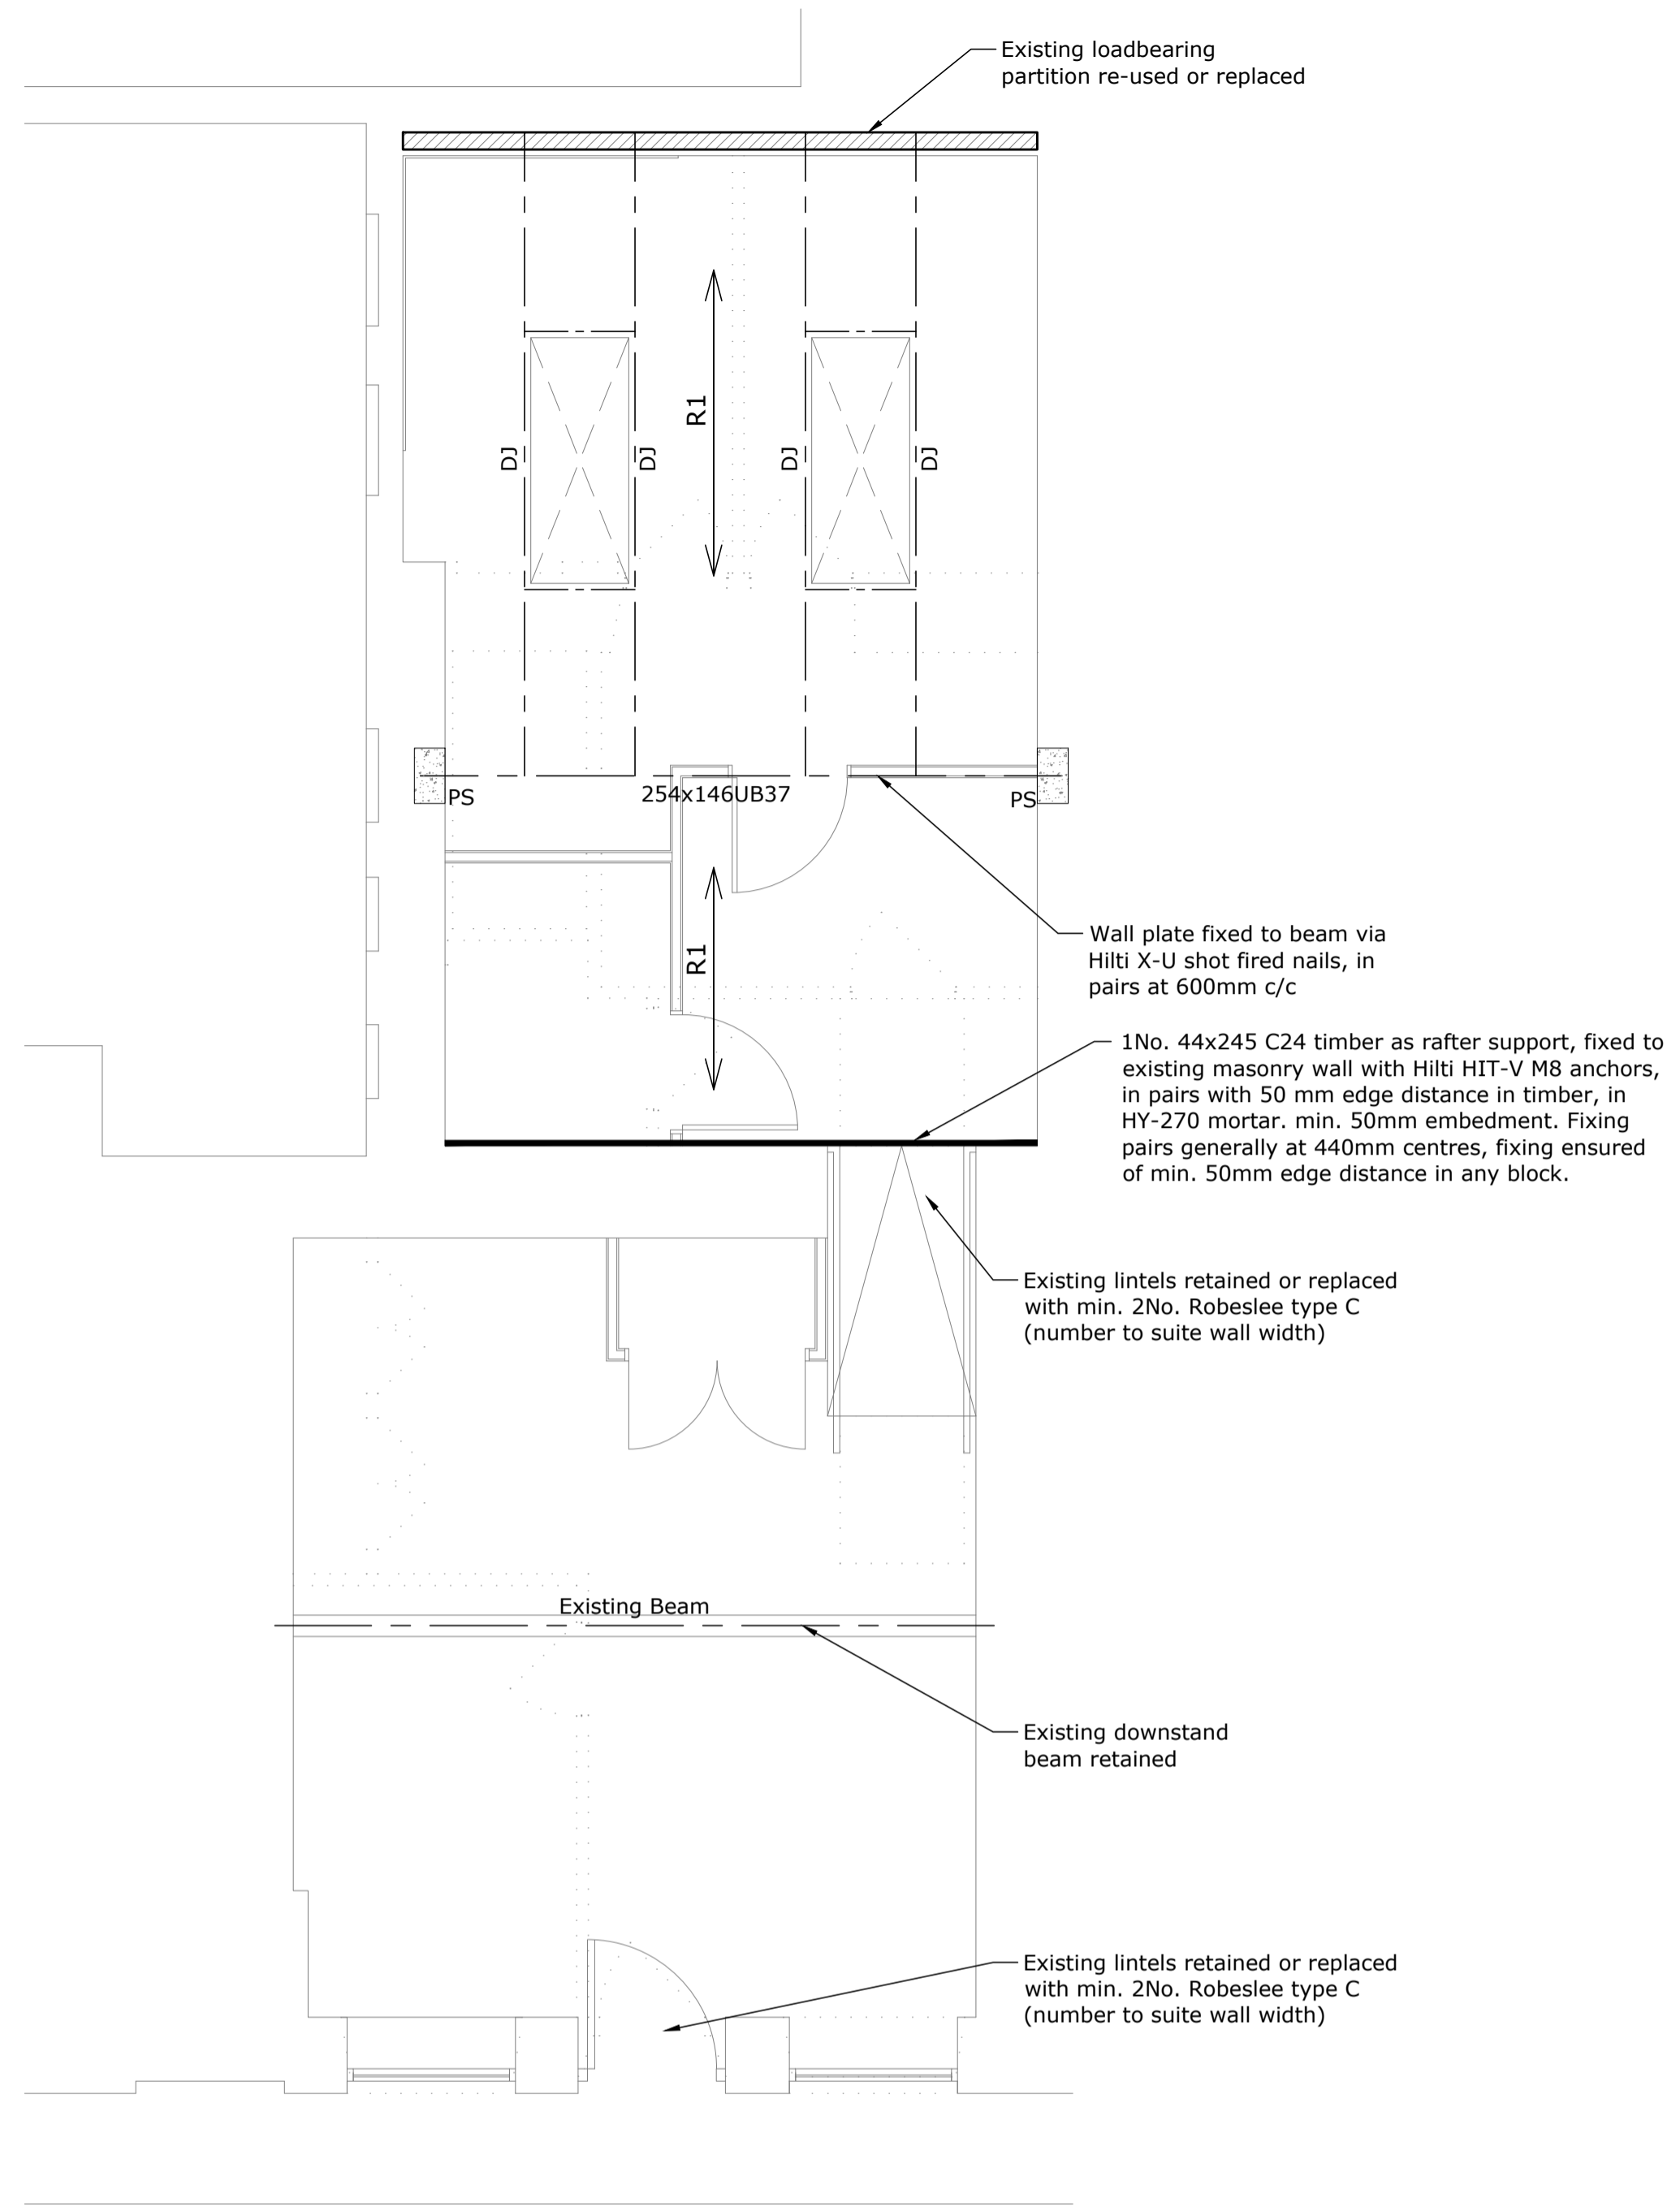 Existing loadbearing
partition re-used or replaced
R1
DJ
DJ
DJ
DJ
PS
254x146UB37
PS
Wall plate fixed to beam via
Hilti X-U shot fired nails, in
pairs at 600mm c/c
R1
1No. 44x245 C24 timber as rafter support, fixed to
existing masonry wall with Hilti HIT-V M8 anchors,
in pairs with 50 mm edge distance in timber, in
HY-270 mortar. min. 50mm embedment. Fixing
pairs generally at 440mm centres, fixing ensured
of min. 50mm edge distance in any block.
Existing lintels retained or replaced
with min. 2No. Robeslee type C
(number to suite wall width)
Existing Beam
Existing downstand
beam retained
Existing lintels retained or replaced
with min. 2No. Robeslee type C
(number to suite wall width)